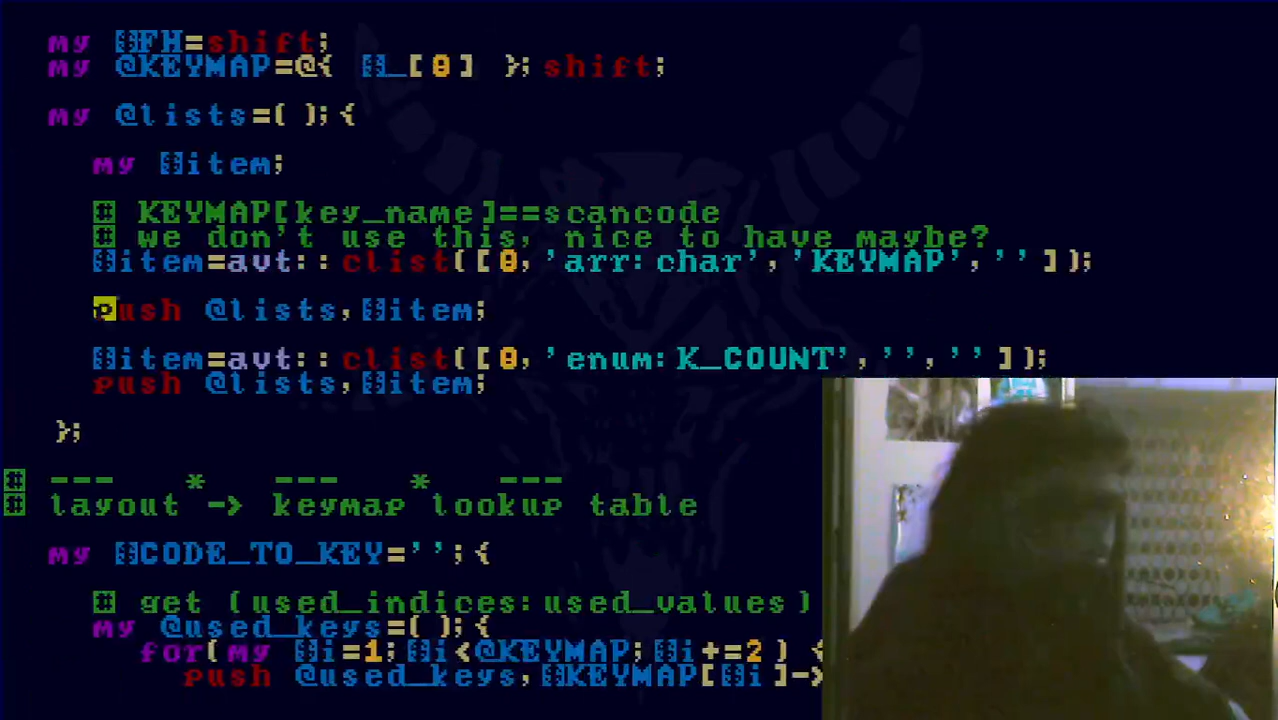 my $FH=shift;
my @KEYMAP=@{ $_[0] }; shift;
my @lists=( ); {
my $item;
# KEYMAP[key_name]==scancode
# we don't use this, nice to have maybe?
$item=avt::clist([0,'arr:char','KEYMAP','' ]);
push @lists,$item;
$item=avt::clist([0,'enum:K_COUNT','','' ]);
push @lists,$item;
};
# --- * --- * ---
# layout -> keymap lookup table
my $CODE_TO_KEY=''; {
# get (used_indices:used_values)
my @used_keys=( ); {
for(my $i=1;$i<@KEYMAP;$i+=2) {
push @used_keys,$KEYMAP[$i]->